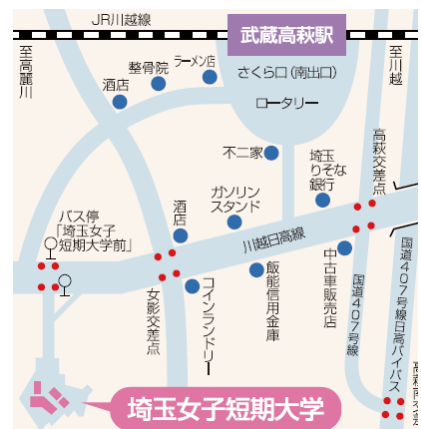 JR川越線
武蔵高萩駅
至高麗川
至川越
ラーメン店
整骨院
酒店
さくら口(南出口)
ロータリー
高萩交差点
不二家
埼玉
りそな
銀行
ガソリン
スタンド
酒店
バス停
「埼玉女子
短期大学前」
川越日高線
女影交差点
コインランドリー
飯能信用金庫
中古車販売店
国道407号線
国道407号線日高バイパス
埼玉女子短期大学